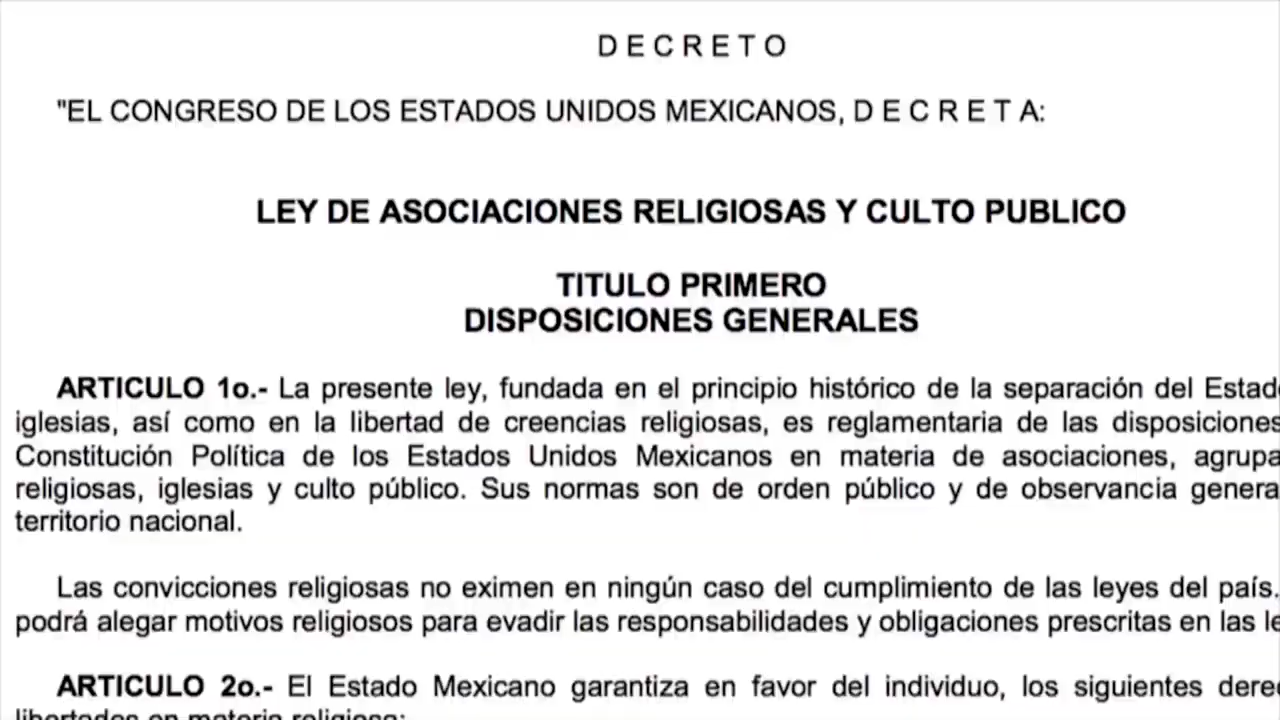 D E C R E T O
"EL CONGRESO DE LOS ESTADOS UNIDOS MEXICANOS, D E C R E T A:
LEY DE ASOCIACIONES RELIGIOSAS Y CULTO PUBLICO
TITULO PRIMERO
DISPOSICIONES GENERALES
ARTICULO 1o.- La presente ley, fundada en el principio histórico de la separación del Estad
iglesias, así como en la libertad de creencias religiosas, es reglamentaria de las disposiciones
Constitución Política de los Estados Unidos Mexicanos en materia de asociaciones, agrupa
religiosas, iglesias y culto público. Sus normas son de orden público y de observancia genera
territorio nacional.
Las convicciones religiosas no eximen en ningún caso del cumplimiento de las leyes del país.
podrá alegar motivos religiosos para evadir las responsabilidades y obligaciones prescritas en las le
ARTICULO 2o.- El Estado Mexicano garantiza en favor del individuo, los siguientes dere
libertades en materia religiosa: